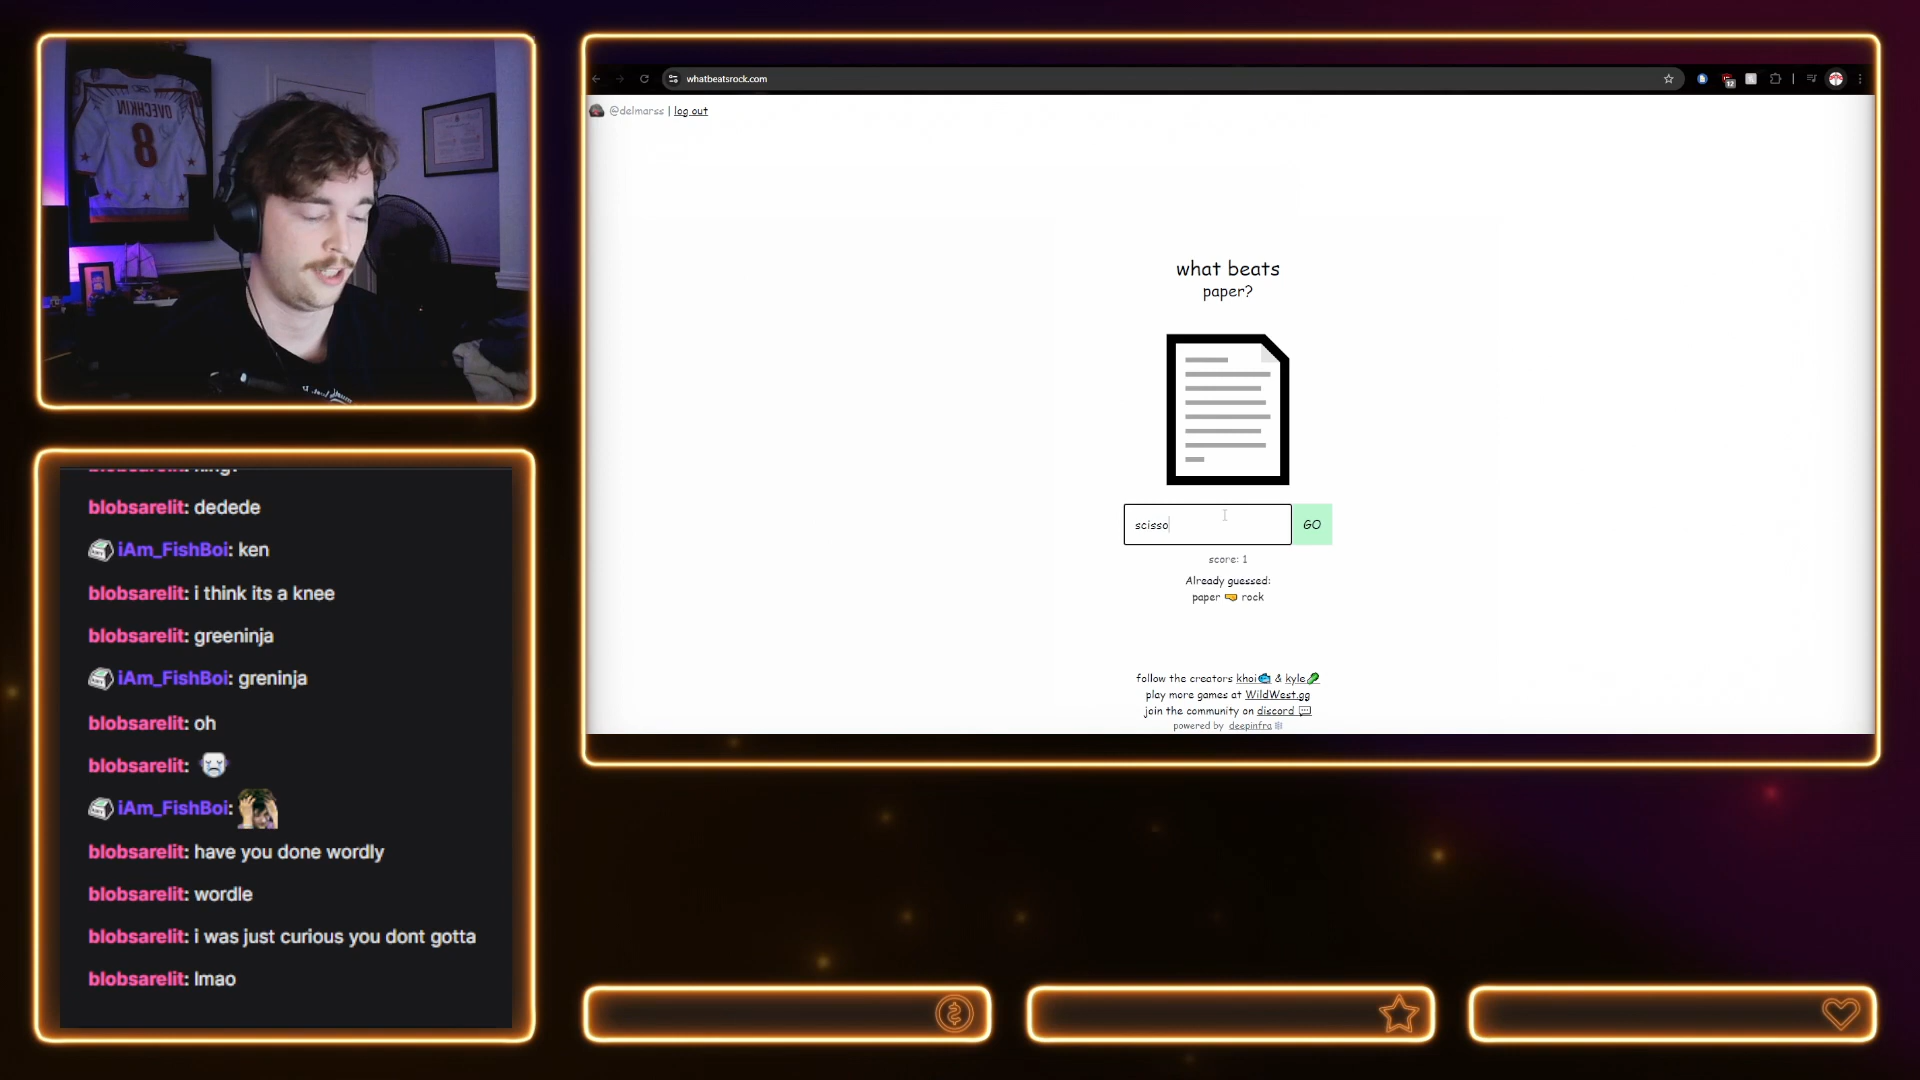 OVECHKIN
8
whatbeatsrock.com
12
@delmarss | log out
what beats
paper?
scisso
GO
score: 1
Already guessed:
paper 🤜 rock
follow the creators khoi🐟 & kyle🥒
play more games at WildWest.gg
join the community on discord 💬
powered by deepinfra
blobsarelit: dedede
iAm_FishBoi: ken
blobsarelit: i think its a knee
blobsarelit: greeninja
iAm_FishBoi: greninja
blobsarelit: oh
blobsarelit:
iAm_FishBoi:
blobsarelit: have you done wordly
blobsarelit: wordle
blobsarelit: i was just curious you dont gotta
blobsarelit: lmao